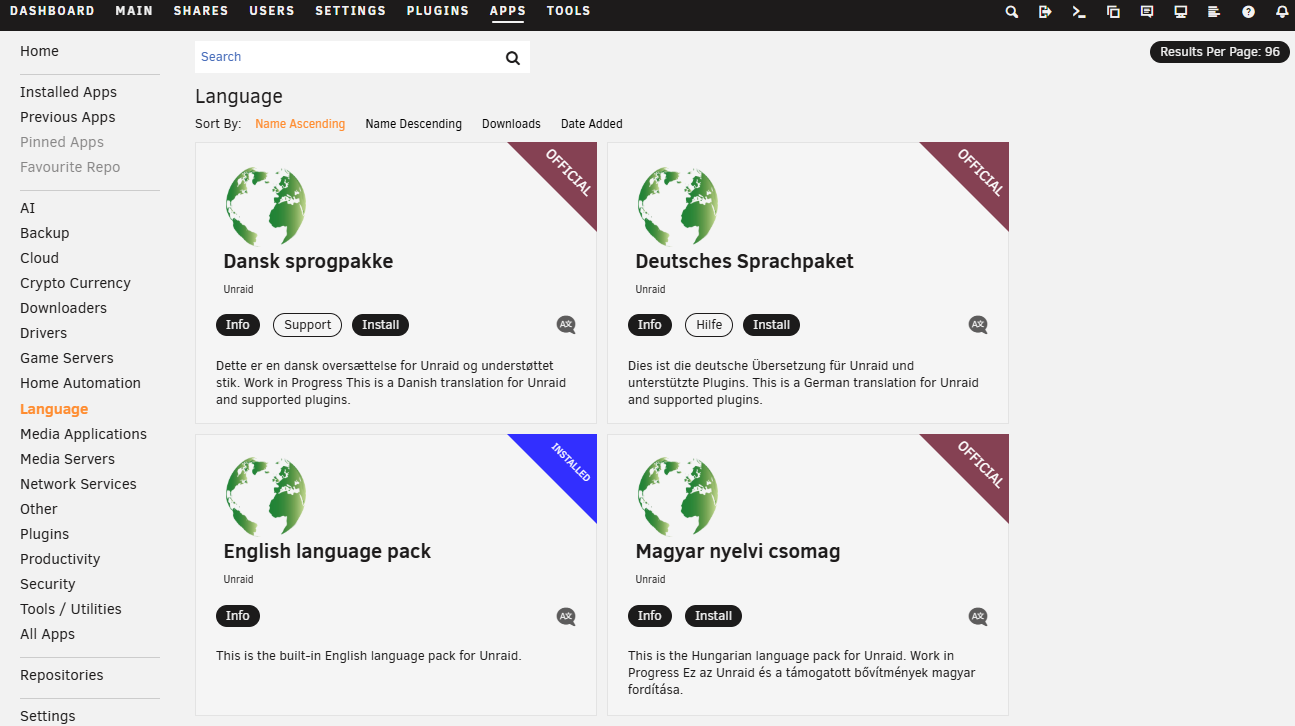 DASHBOARD MAIN SHARES USERS SETTINGS PLUGINS APPS TOOLS
Home
Installed Apps
Previous Apps
Pinned Apps
Favourite Repo
AI
Backup
Cloud
Crypto Currency
Downloaders
Drivers
Game Servers
Home Automation
Language
Media Applications
Media Servers
Network Services
Other
Plugins
Productivity
Security
Tools / Utilities
All Apps
Repositories
Settings
Search
Results Per Page: 96
Language
Sort By: Name Ascending Name Descending Downloads Date Added
OFFICIAL
Dansk sprogpakke
Unraid
Info Support Install
Dette er en dansk oversættelse for Unraid og understøttet
stik. Work in Progress This is a Danish translation for Unraid
and supported plugins.
OFFICIAL
Deutsches Sprachpaket
Unraid
Info Hilfe Install
Dies ist die deutsche Übersetzung für Unraid und
unterstützte Plugins. This is a German translation for Unraid
and supported plugins.
INSTALLED
English language pack
Unraid
Info
This is the built-in English language pack for Unraid.
OFFICIAL
Magyar nyelvi csomag
Unraid
Info Install
This is the Hungarian language pack for Unraid. Work in
Progress Ez az Unraid és a támogatott bővítmények magyar
fordítása.